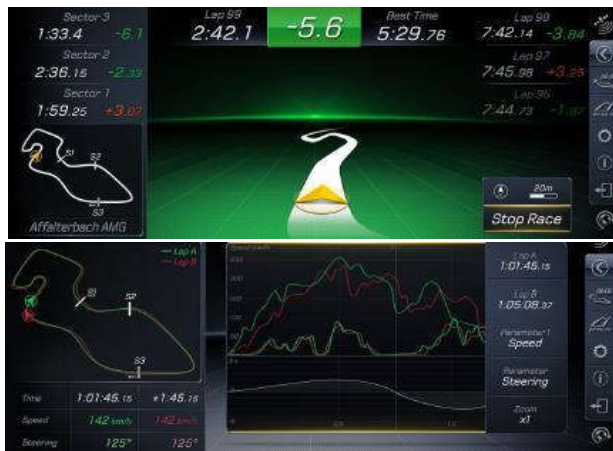 Sector 3
1:33.4 -6.1
Sector 2
2:36.15 -2.33
Sector 1
1:59.25 +3.07
Lap 99
2:42.1
-5.6
Best Time
5:29.76
Lap 98
7:42.14 -3.84
Lap 97
7:45.98 +3.25
Lap 96
7:44.73
S1
S2
S3
Affalterbach AMG
20m
Stop Race
Lap A
Lap B
S1
S2
S3
Time 1:01:45.15 +1:45.15
Speed 142 km/h 142 km/h
Steering 125° 125°
Lap A
1:01:45.15
Lap B
1:05:08.37
Parameter 1
Speed
Parameter
Steering
Zoom
x1